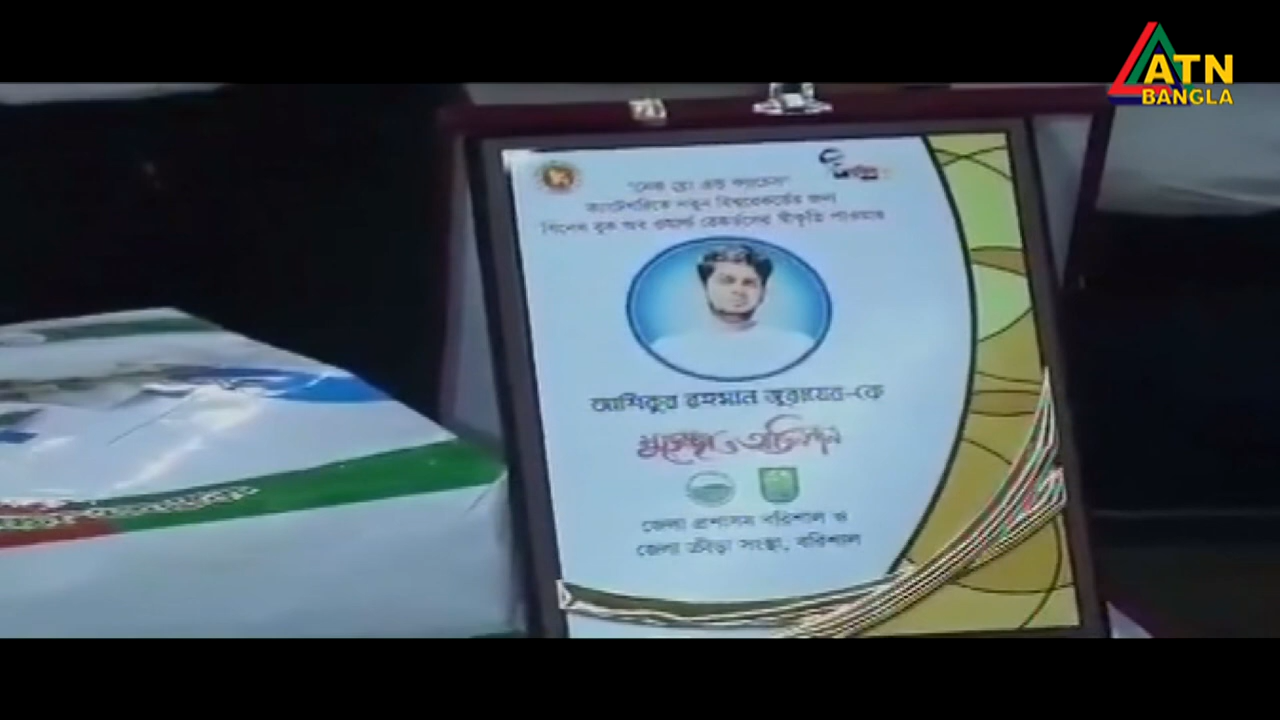 ATN
BANGLA
"নেক থ্রো এন্ড ক্যাচেস"
ক্যাটেগরিতে নতুন বিশ্বরেকর্ডের জন্য
গিনেস বুক অব ওয়ার্ল্ড রেকর্ডসের স্বীকৃতি পাওয়ায়
আশিকুর রহমান জুবায়ের-কে
শুভেচ্ছা ও অভিনন্দন
জেলা প্রশাসন বরিশাল ও
জেলা ক্রীড়া সংস্থা, বরিশাল